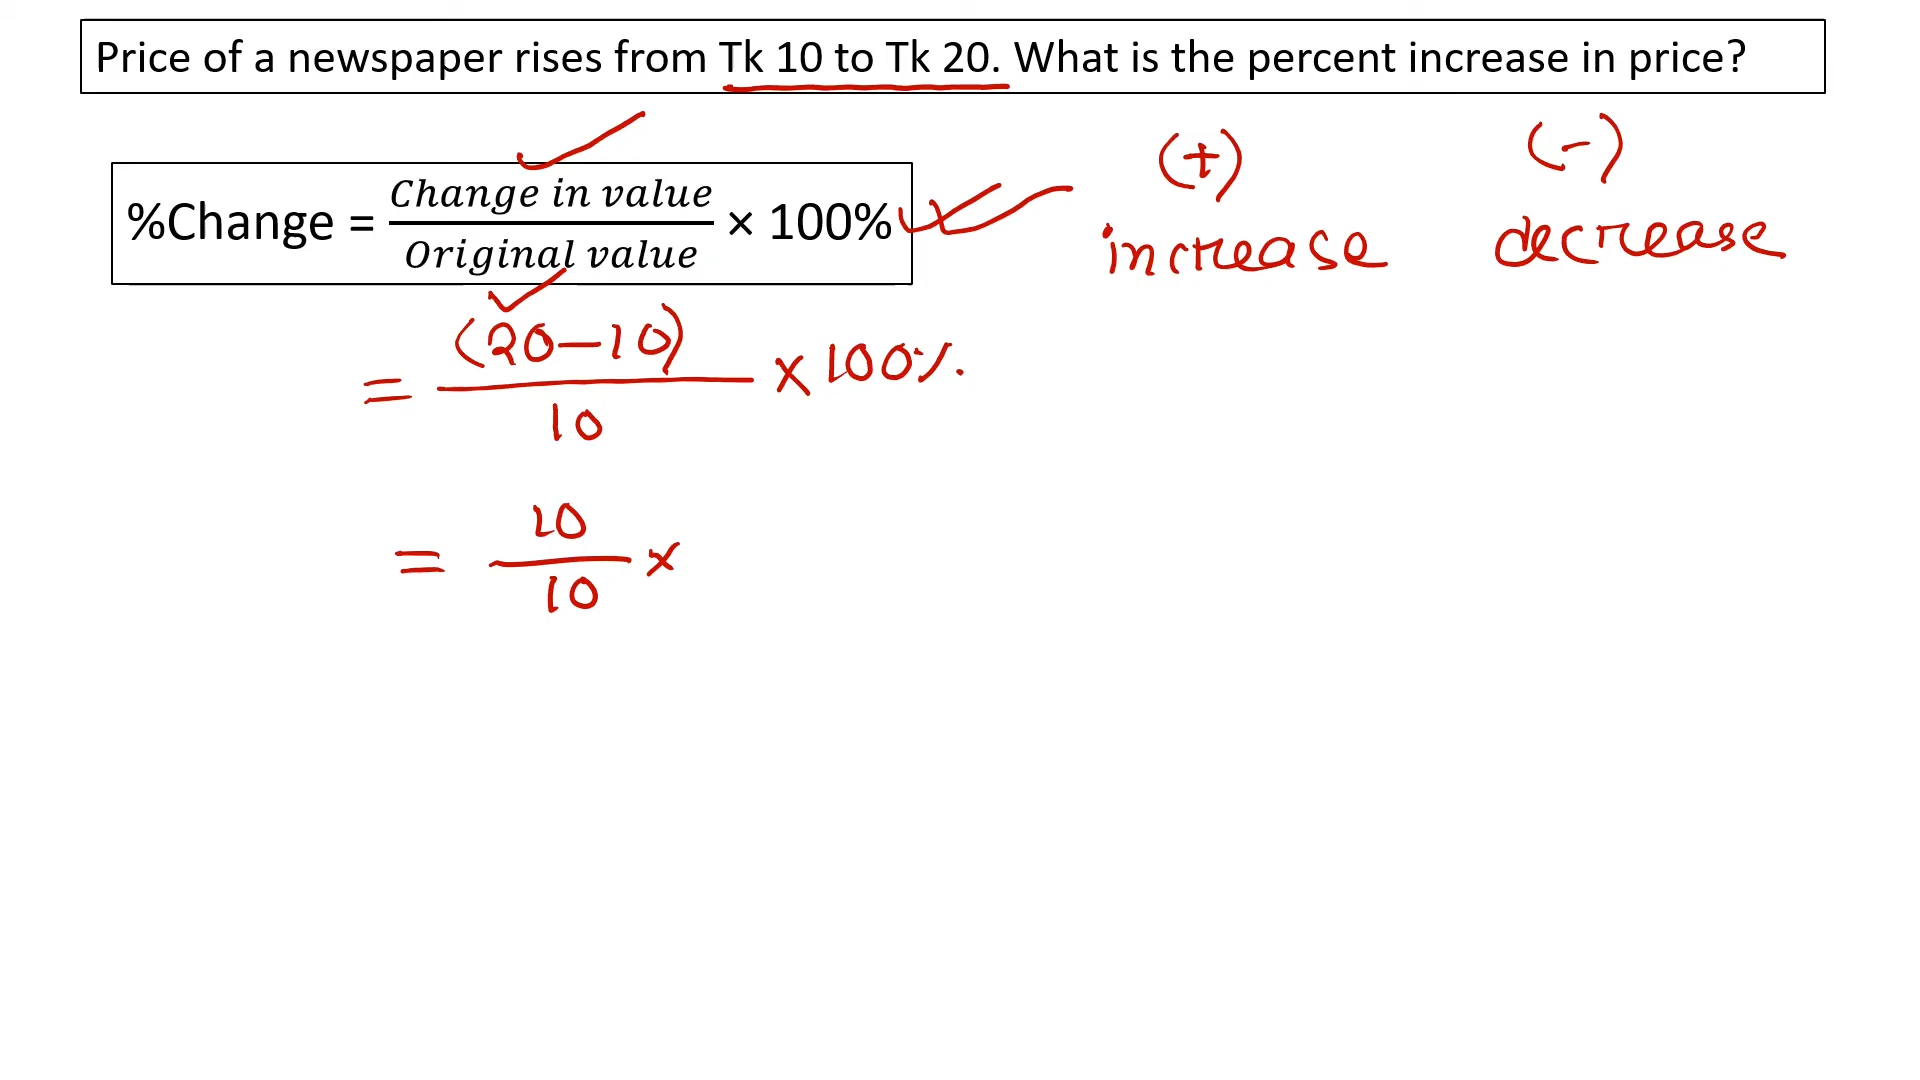 Price of a newspaper rises from Tk 10 to Tk 20. What is the percent increase in price?
(+) (-)
%Change = Change in value / Original value × 100%
increase decrease
= (20-10) / 10 × 100%.
= 10 / 10 ×